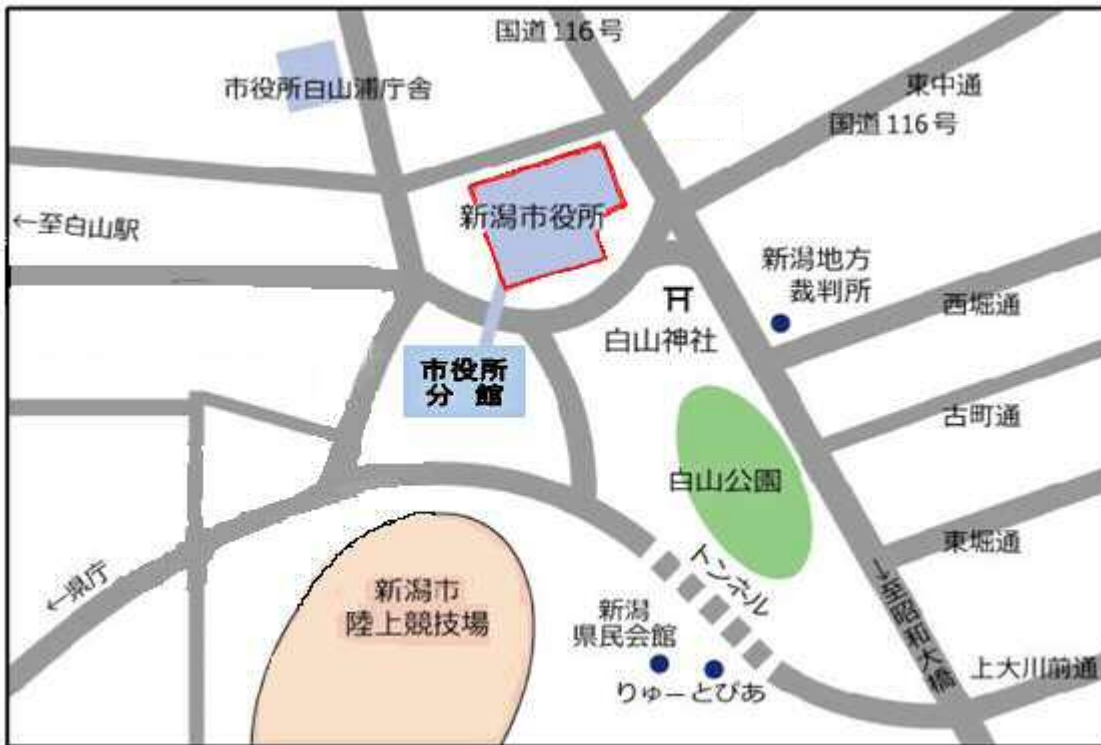 国道116号
市役所白山浦庁舎
東中通
国道116号
←至白山駅
新潟市役所
新潟地方
裁判所
西堀通
白山神社
市役所
分館
古町通
白山公園
東堀通
トンネル
←県庁
新潟市
陸上競技場
新潟
県民会館
→至昭和大橋
りゅーとぴあ
上大川前通